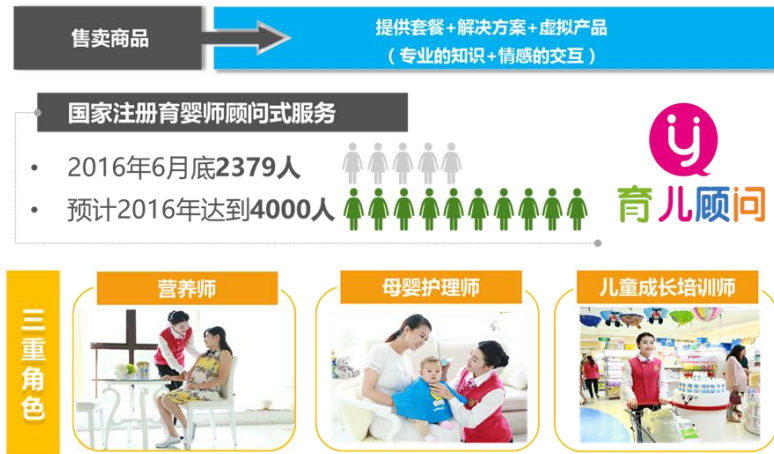 售卖商品
提供套餐+解决方案+虚拟产品
（专业的知识+情感的交互）
国家注册育婴师顾问式服务
• 2016年6月底2379人
• 预计2016年达到4000人
育儿顾问
三重角色
营养师
母婴护理师
儿童成长培训师